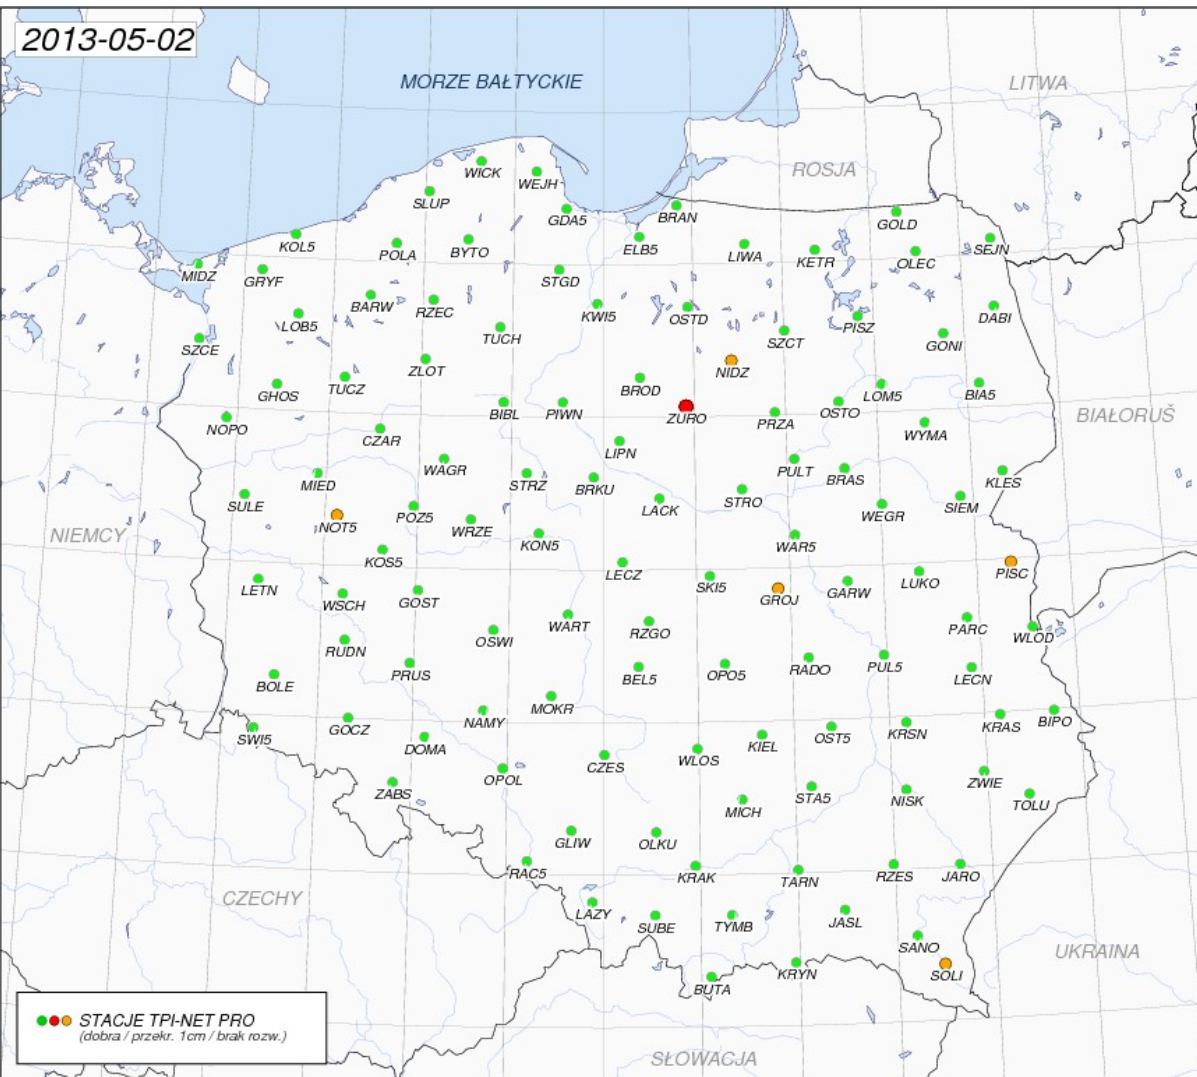 2013-05-02
MORZE BAŁTYCKIE
LITWA
ROSJA
WICK
WEJH
SLUP
GDA5
BRAN
GOLD
KOL5
POLA
BYTO
ELB5
LIWA
KETR
OLEC
SEJN
MIDZ
GRYF
STGD
BARW
RZEC
LOB5
KWI5
OSTD
PISZ
DABI
SZCE
TUCH
SZCT
GONI
ZLOT
NIDZ
GHOS
TUCZ
BROD
LOM5
BIA5
NOPO
BIBL
PIWN
ZURO
PRZA
OSTO
BIAŁORUŚ
CZAR
WYMA
LIPN
MIED
WAGR
STRZ
BRKU
PULT
BRAS
KLES
SULE
NOT5
POZ5
WRZE
LACK
STRO
WEGR
SIEM
NIEMCY
KON5
WAR5
KOS5
LETN
WSCH
GOST
LECZ
SKI5
GROJ
GARW
LUKO
PISC
RUDN
OSWI
WART
RZGO
PARC
WLOD
BOLE
PRUS
BEL5
OPO5
RADO
PUL5
LECN
SWI5
GOCZ
NAMY
MOKR
KRAS
BIPO
DOMA
KIEL
OST5
KRSN
ZABS
OPOL
CZES
WLOS
ZWIE
TOLU
MICH
STA5
NISK
GLIW
OLKU
RAC5
KRAK
TARN
RZES
JARO
CZECHY
LAZY
SUBE
TYMB
JASL
SANO
UKRAINA
BUTA
KRYN
SOLI
STACJE TPI-NET PRO
(dobra / przekr. 1cm / brak rozw.)
SŁOWACJA